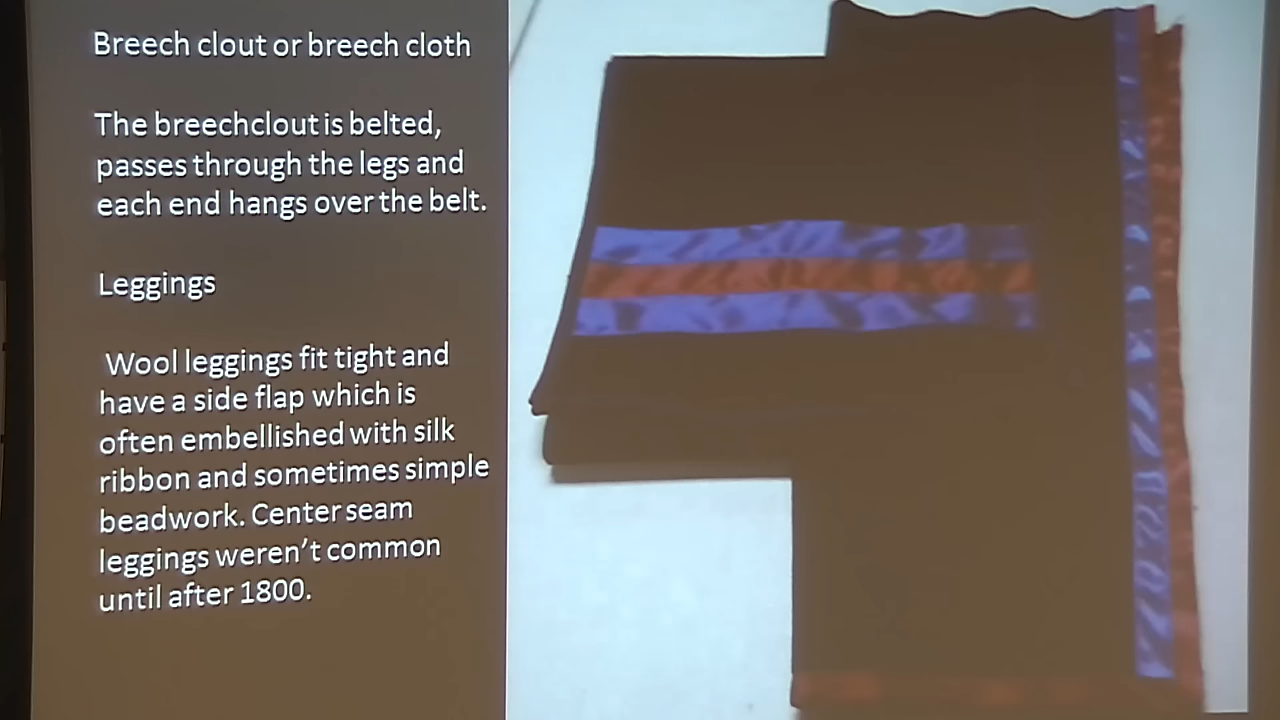 Breech clout or breech cloth
The breechclout is belted,
passes through the legs and
each end hangs over the belt.
Leggings
Wool leggings fit tight and
have a side flap which is
often embellished with silk
ribbon and sometimes simple
beadwork. Center seam
leggings weren't common
until after 1800.